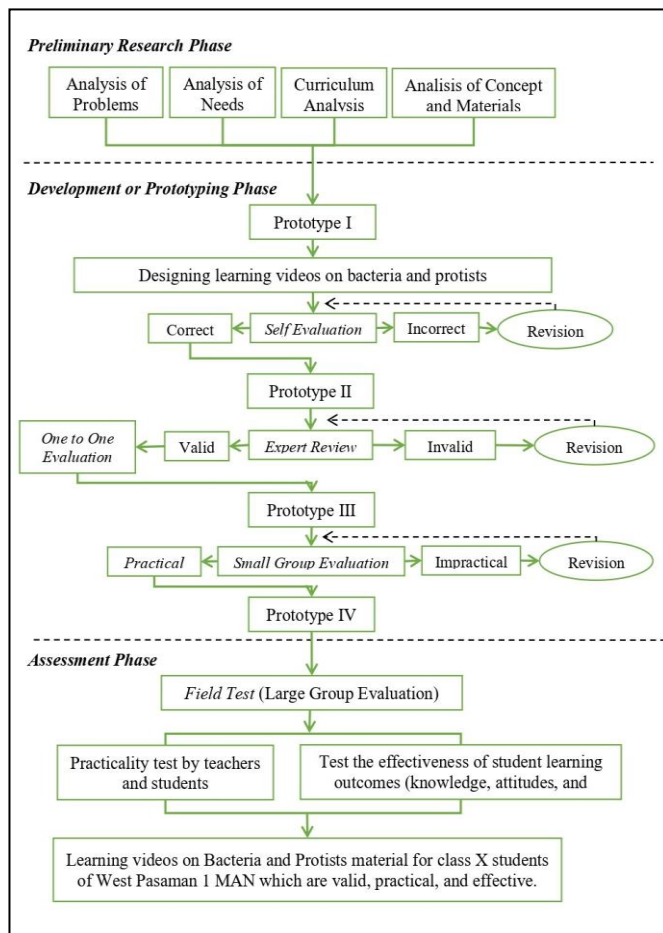 Preliminary Research Phase
Analysis of
Problems
Analysis of
Needs
Curriculum
Analysis
Analisis of Concept
and Materials
Development or Prototyping Phase
Prototype I
Designing learning videos on bacteria and protists
Correct
Self Evaluation
Incorrect
Revision
Prototype II
One to One
Evaluation
Valid
Expert Review
Invalid
Revision
Prototype III
Practical
Small Group Evaluation
Impractical
Revision
Prototype IV
Assessment Phase
Field Test (Large Group Evaluation)
Practicality test by teachers
and students
Test the effectiveness of student learning
outcomes (knowledge, attitudes, and
Learning videos on Bacteria and Protists material for class X students
of West Pasaman 1 MAN which are valid, practical, and effective.